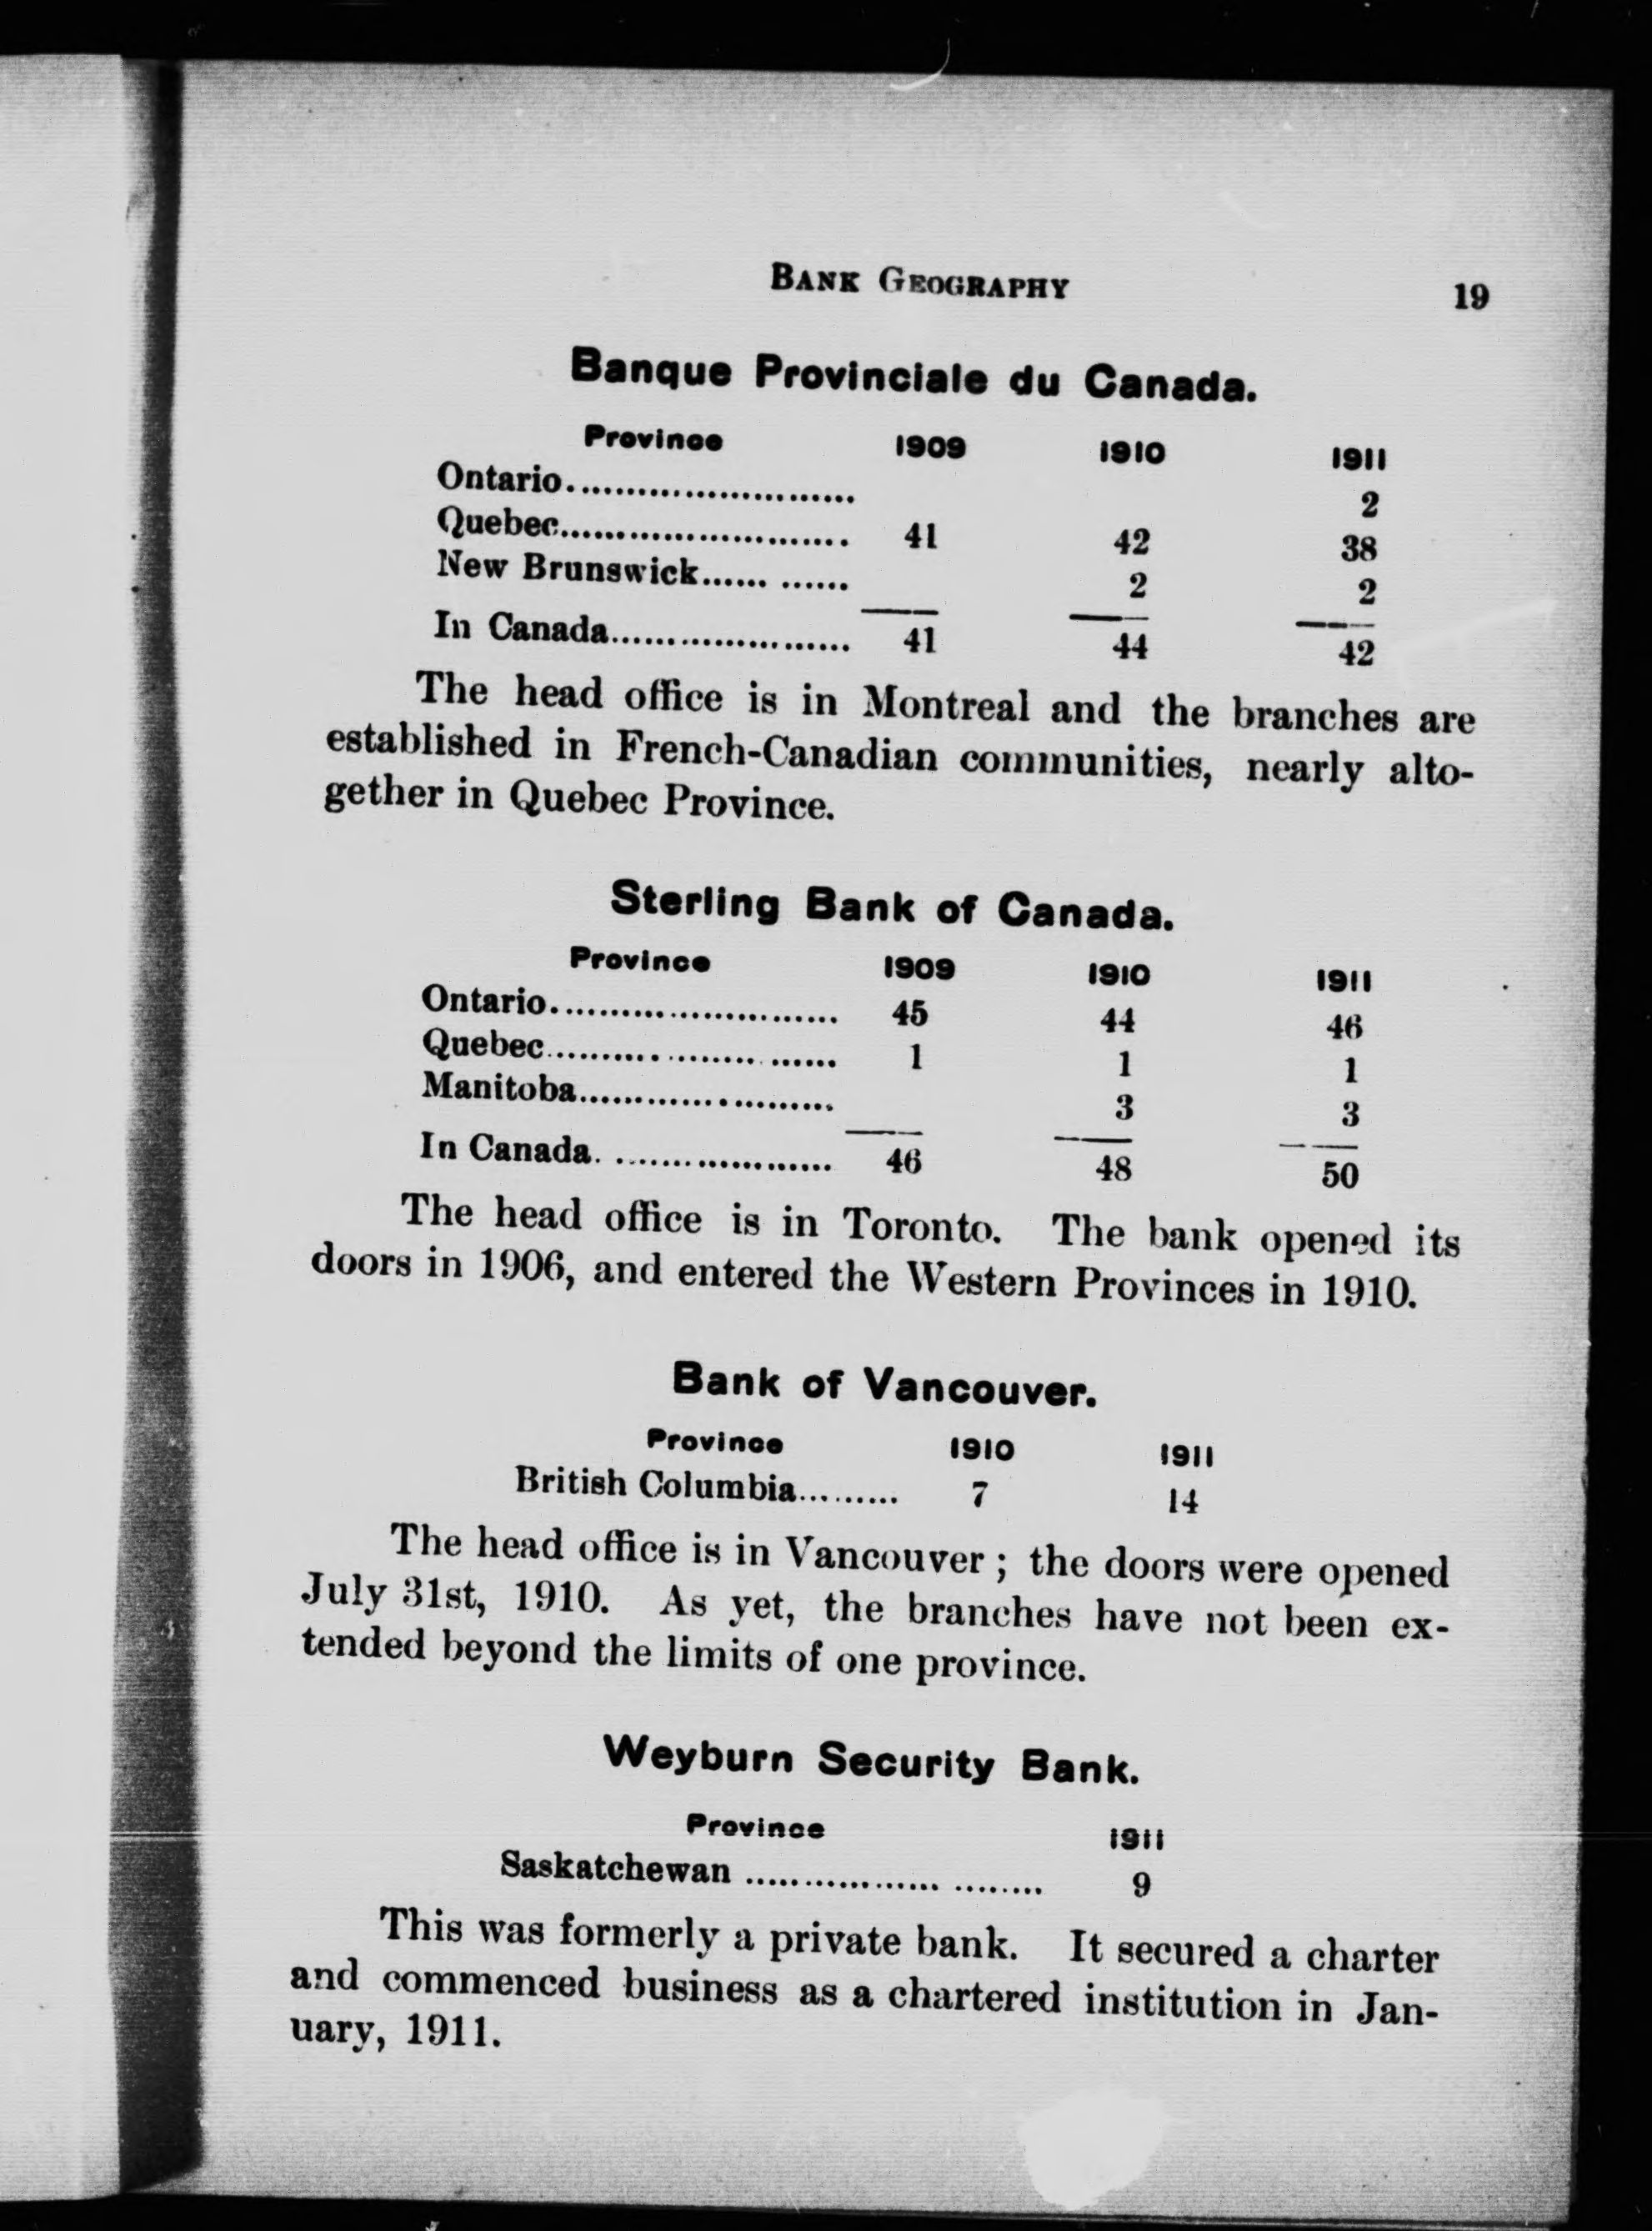 BANK GEOGRAPHY 19
Banque Provinciale du Canada.
Province 1909 1910 1911
Ontario........................... 2
Quebec.......................... 41 42 38
New Brunswick...... ...... 2 2
In Canada...................... 41 44 42
The head office is in Montreal and the branches are
established in French-Canadian communities, nearly alto-
gether in Quebec Province.
Sterling Bank of Canada.
Province 1909 1910 1911
Ontario.......................... 45 44 46
Quebec.......... ........ ...... 1 1 1
Manitoba....................... 3 3
In Canada. ................... 46 48 50
The head office is in Toronto. The bank opened its
doors in 1906, and entered the Western Provinces in 1910.
Bank of Vancouver.
Province 1910 1911
British Columbia......... 7 14
The head office is in Vancouver ; the doors were opened
July 31st, 1910. As yet, the branches have not been ex-
tended beyond the limits of one province.
Weyburn Security Bank.
Province 1911
Saskatchewan .................. ........ 9
This was formerly a private bank. It secured a charter
and commenced business as a chartered institution in Jan-
uary, 1911.